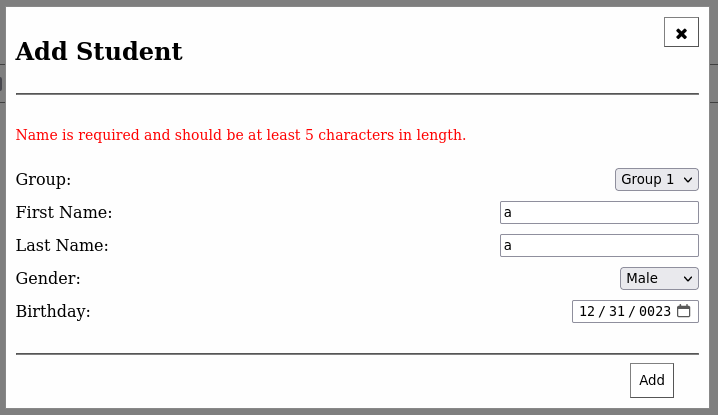 Add Student
✖
Name is required and should be at least 5 characters in length.
Group: Group 1
First Name: a
Last Name: a
Gender: Male
Birthday: 12/31/0023
Add